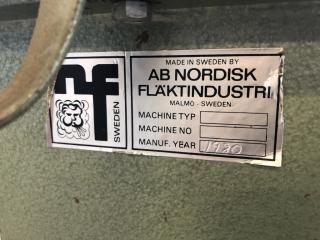 nf
SWEDEN
MADE IN SWEDEN BY
AB NORDISK
FLÄKTINDUSTRI
MALMÖ - SWEDEN
MACHINE TYP
MACHINE NO
MANUF. YEAR 1980